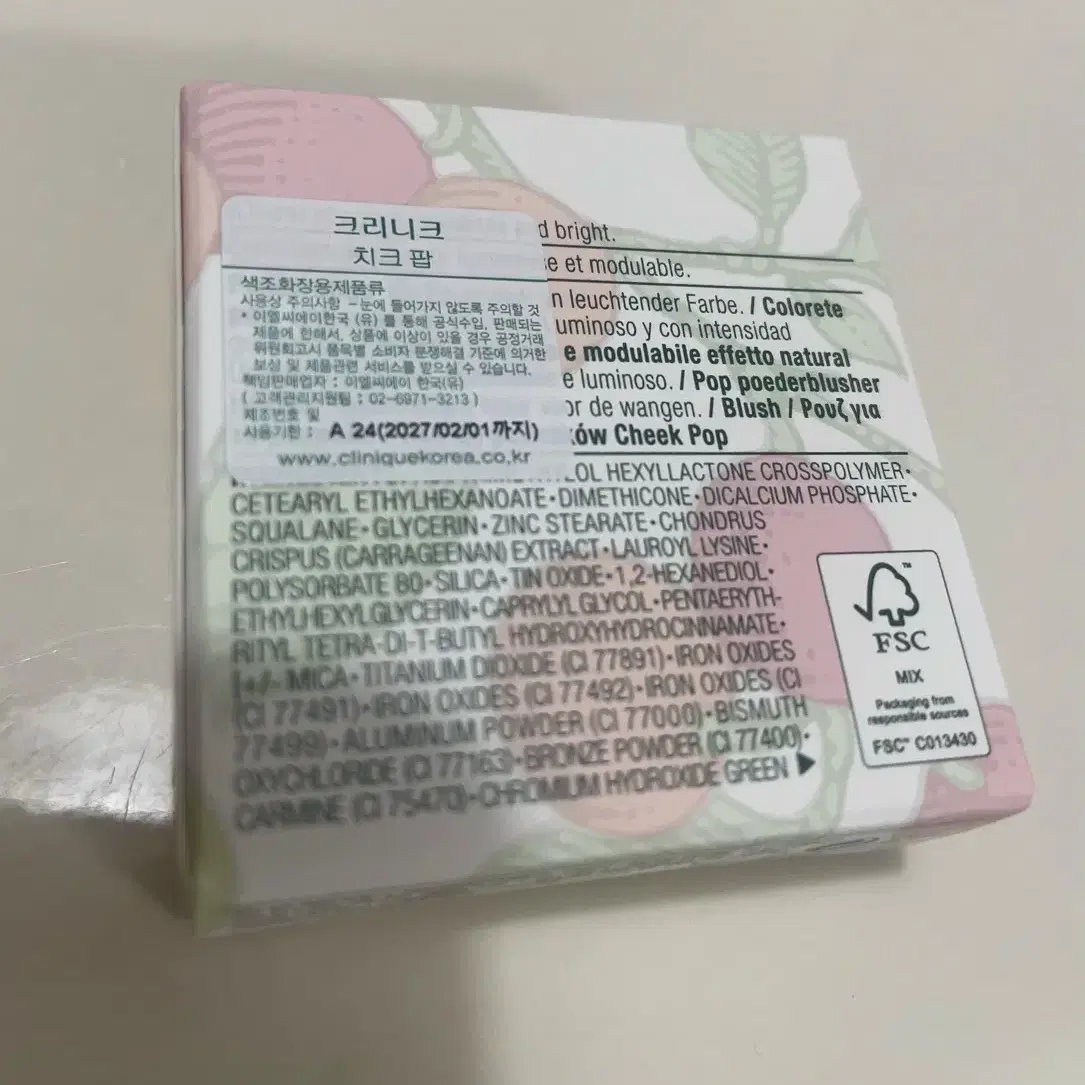 크리니크
치크 팝
색조화장용제품류
사용상 주의사항 - 눈에 들어가지 않도록 주의할 것
* 이엘씨에이한국 (유) 를 통해 공식수입, 판매되는
제품에 한해서, 상품에 이상이 있을 경우 공정거래
위원회고시 품목별 소비자 분쟁해결 기준에 의거한
보상 및 제품관련 서비스를 받으실 수 있습니다.
책임판매업자 : 이엘씨에이 한국(유)
( 고객관리지원팀 : 02-6971-3213 )
제조번호 및
사용기한 : A 24(2027/02/01까지)
www.cliniquekorea.co.kr
d bright.
e et modulable.
n leuchtender Farbe. / Colorete
uminoso y con intensidad
e modulabile effetto natural
e luminoso. / Pop poederblusher
or de wangen. / Blush / Ρουζ για
ków Cheek Pop
LOL HEXYLLACTONE CROSSPOLYMER•
CETEARYL ETHYLHEXANOATE•DIMETHICONE•DICALCIUM PHOSPHATE•
SQUALANE•GLYCERIN•ZINC STEARATE•CHONDRUS
CRISPUS (CARRAGEENAN) EXTRACT•LAUROYL LYSINE•
POLYSORBATE 80•SILICA•TIN OXIDE•1,2-HEXANEDIOL•
ETHYLHEXYLGLYCERIN•CAPRYLYL GLYCOL•PENTAERYTH-
RITYL TETRA-DI-T-BUTYL HYDROXYHYDROCINNAMATE•
[+/- MICA•TITANIUM DIOXIDE (CI 77891)•IRON OXIDES
(CI 77491)•IRON OXIDES (CI 77492)•IRON OXIDES (CI
77499)•ALUMINUM POWDER (CI 77000)•BISMUTH
OXYCHLORIDE (CI 77163)•BRONZE POWDER (CI 77400)•
CARMINE (CI 75470)•CHROMIUM HYDROXIDE GREEN ▶
FSC
MIX
Packaging from
responsible sources
FSC™ C013430